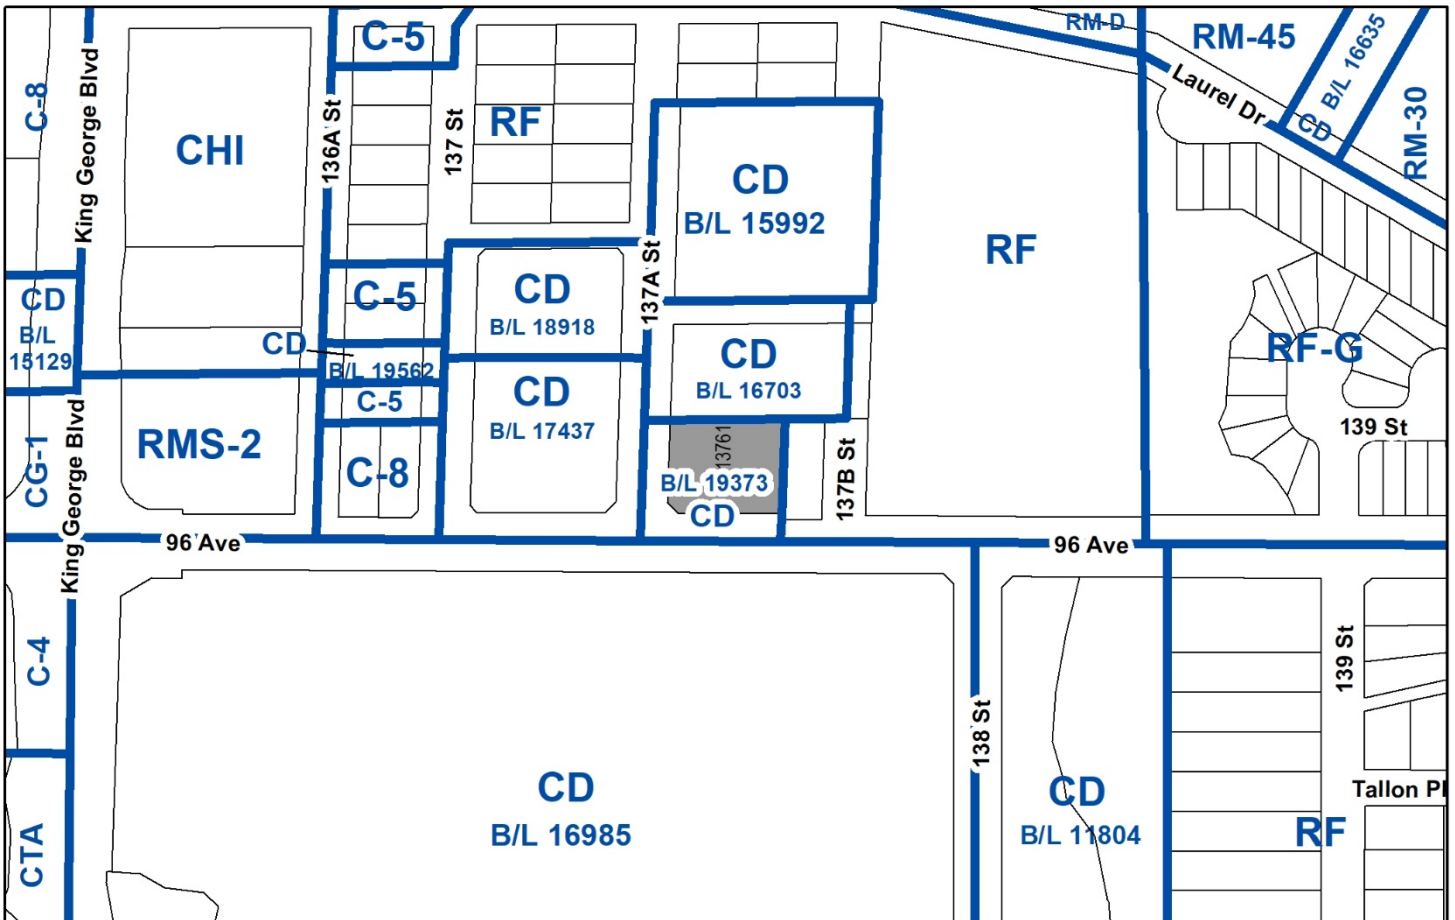 C-5
RM-D
RM-45
B/L 16635
CD
RM-30
C-8
King George Blvd
CHI
136A St
137 St
RF
Laurel Dr
CD
B/L 15992
RF
137A St
CD
B/L 15129
C-5
CD
B/L 18918
CD
B/L 19562
CD
B/L 16703
RF-G
C-5
CD
B/L 17437
139 St
CG-1
King George Blvd
RMS-2
C-8
13761
B/L 19373
CD
137B St
96 Ave
96 Ave
C-4
139 St
138 St
CD
B/L 16985
CD
B/L 11804
Tallon Pl
RF
CTA